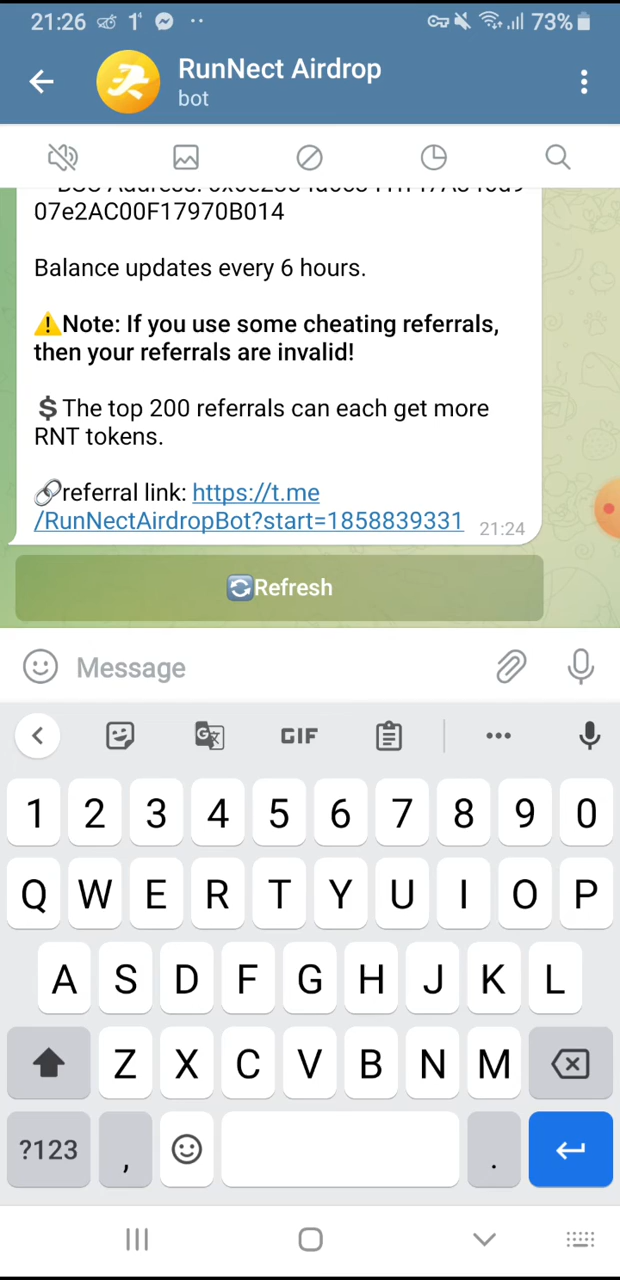 21:26
73%
RunNect Airdrop
bot
07e2AC00F17970B014
Balance updates every 6 hours.
⚠️Note: If you use some cheating referrals,
then your referrals are invalid!
💲The top 200 referrals can each get more
RNT tokens.
🔗referral link: https://t.me
/RunNectAirdropBot?start=1858839331
21:24
🔄Refresh
Message
GIF
1 2 3 4 5 6 7 8 9 0
Q W E R T Y U I O P
A S D F G H J K L
Z X C V B N M
?123 , .